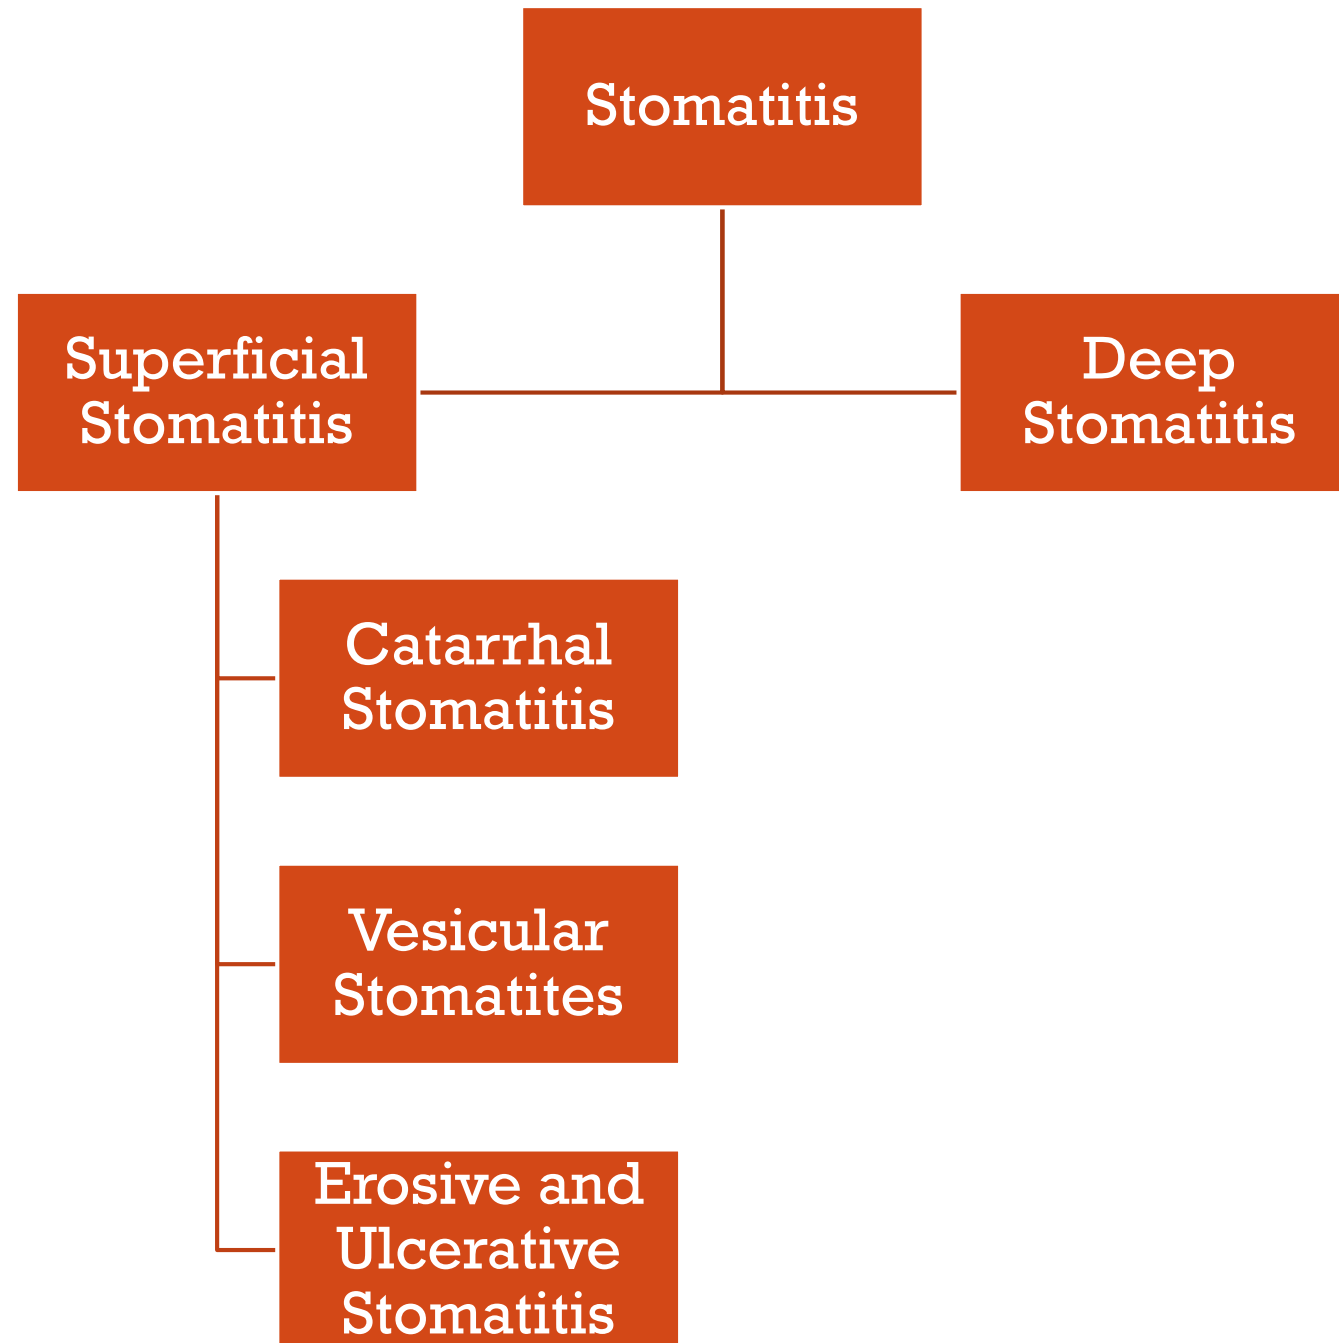 Stomatitis
Superficial
Stomatitis
Deep
Stomatitis
Catarrhal
Stomatitis
Vesicular
Stomatites
Erosive and
Ulcerative
Stomatitis